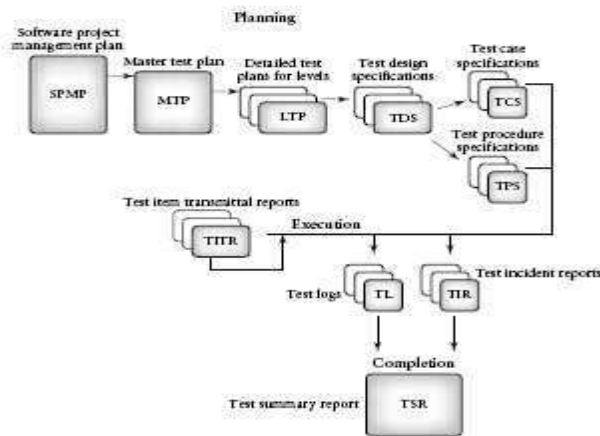 Planning
Software project
management plan
SPMP
Master test plan
MTP
Detailed test
plans for levels
LTP
Test design
specifications
TDS
Test case
specifications
TCS
Test procedure
specifications
TPS
Test item transmittal reports
TITR
Execution
Test logs
TL
TIR
Test incident reports
Completion
Test summary report
TSR